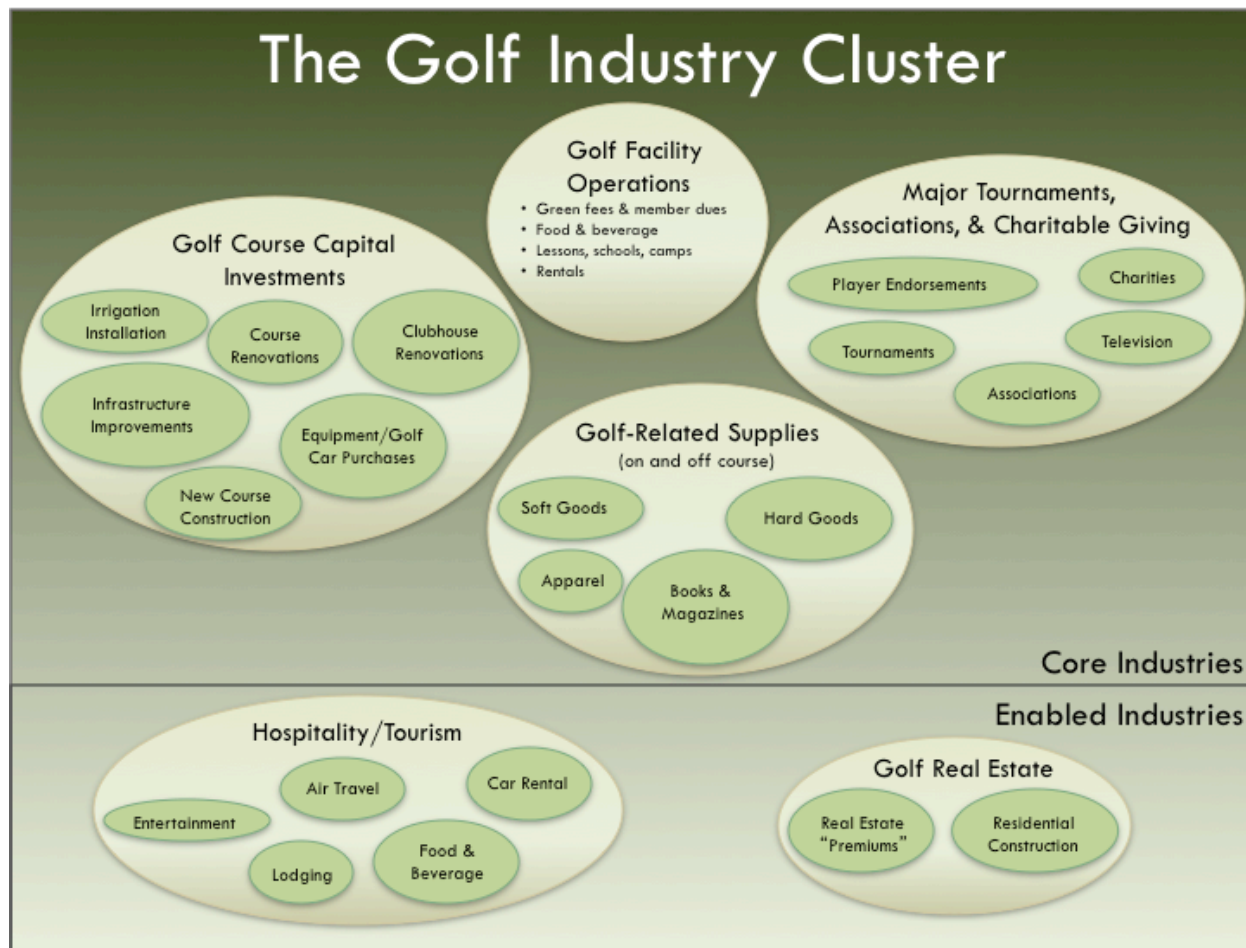 The Golf Industry Cluster
Golf Facility
Operations
• Green fees & member dues
• Food & beverage
• Lessons, schools, camps
• Rentals
Major Tournaments,
Associations, & Charitable Giving
Player Endorsements
Charities
Tournaments
Television
Associations
Golf Course Capital
Investments
Irrigation
Installation
Course
Renovations
Clubhouse
Renovations
Infrastructure
Improvements
Equipment/Golf
Car Purchases
New Course
Construction
Golf-Related Supplies
(on and off course)
Soft Goods
Hard Goods
Apparel
Books &
Magazines
Core Industries
Enabled Industries
Hospitality/Tourism
Air Travel
Car Rental
Entertainment
Lodging
Food &
Beverage
Golf Real Estate
Real Estate
“Premiums”
Residential
Construction